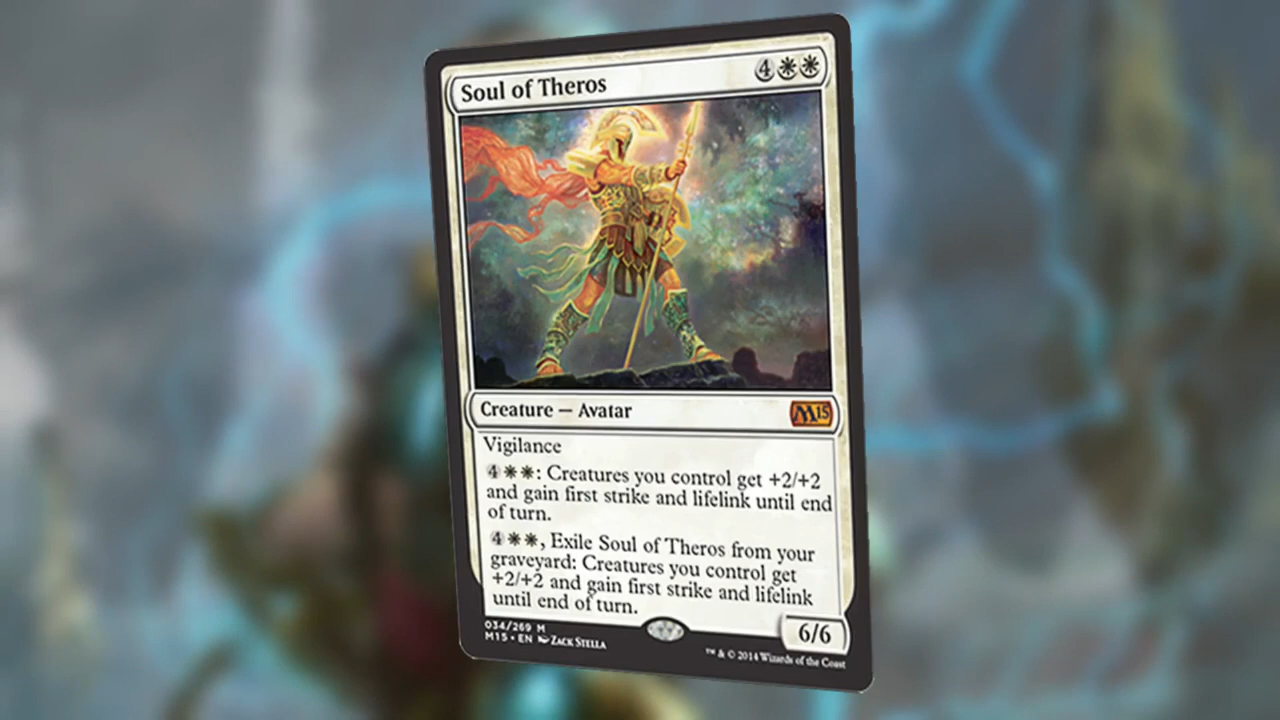 Soul of Theros 4
Creature — Avatar M15
Vigilance
4: Creatures you control get +2/+2
and gain first strike and lifelink until end
of turn.
4, Exile Soul of Theros from your
graveyard: Creatures you control get
+2/+2 and gain first strike and lifelink
until end of turn.
6/6
034/269 M
M15 • EN ZACK STELLA
™ & © 2014 Wizards of the Coast